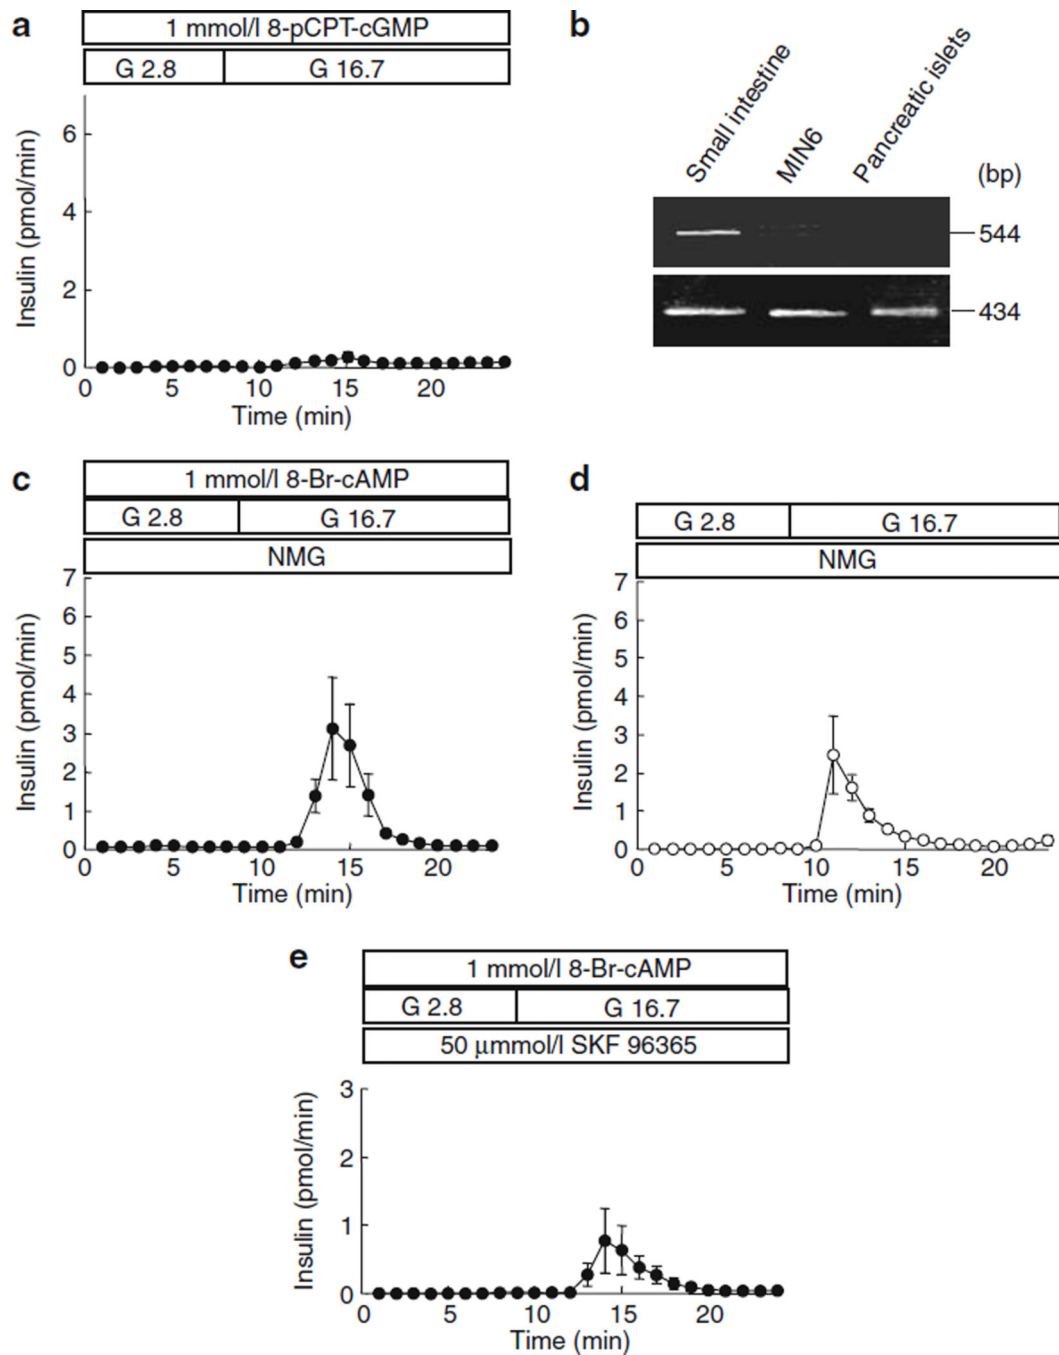 a
1 mmol/l 8-pCPT-cGMP
G 2.8 G 16.7
Insulin (pmol/min)
6
4
2
0
0 5 10 15 20
Time (min)
b
Small intestine
MIN6
Pancreatic islets
(bp)
544
434
c
1 mmol/l 8-Br-cAMP
G 2.8 G 16.7
NMG
Insulin (pmol/min)
7
6
5
4
3
2
1
0
0 5 10 15 20
Time (min)
d
G 2.8 G 16.7
NMG
Insulin (pmol/min)
7
6
5
4
3
2
1
0
0 5 10 15 20
Time (min)
e
1 mmol/l 8-Br-cAMP
G 2.8 G 16.7
50 µmmol/l SKF 96365
Insulin (pmol/min)
3
2
1
0
0 5 10 15 20
Time (min)